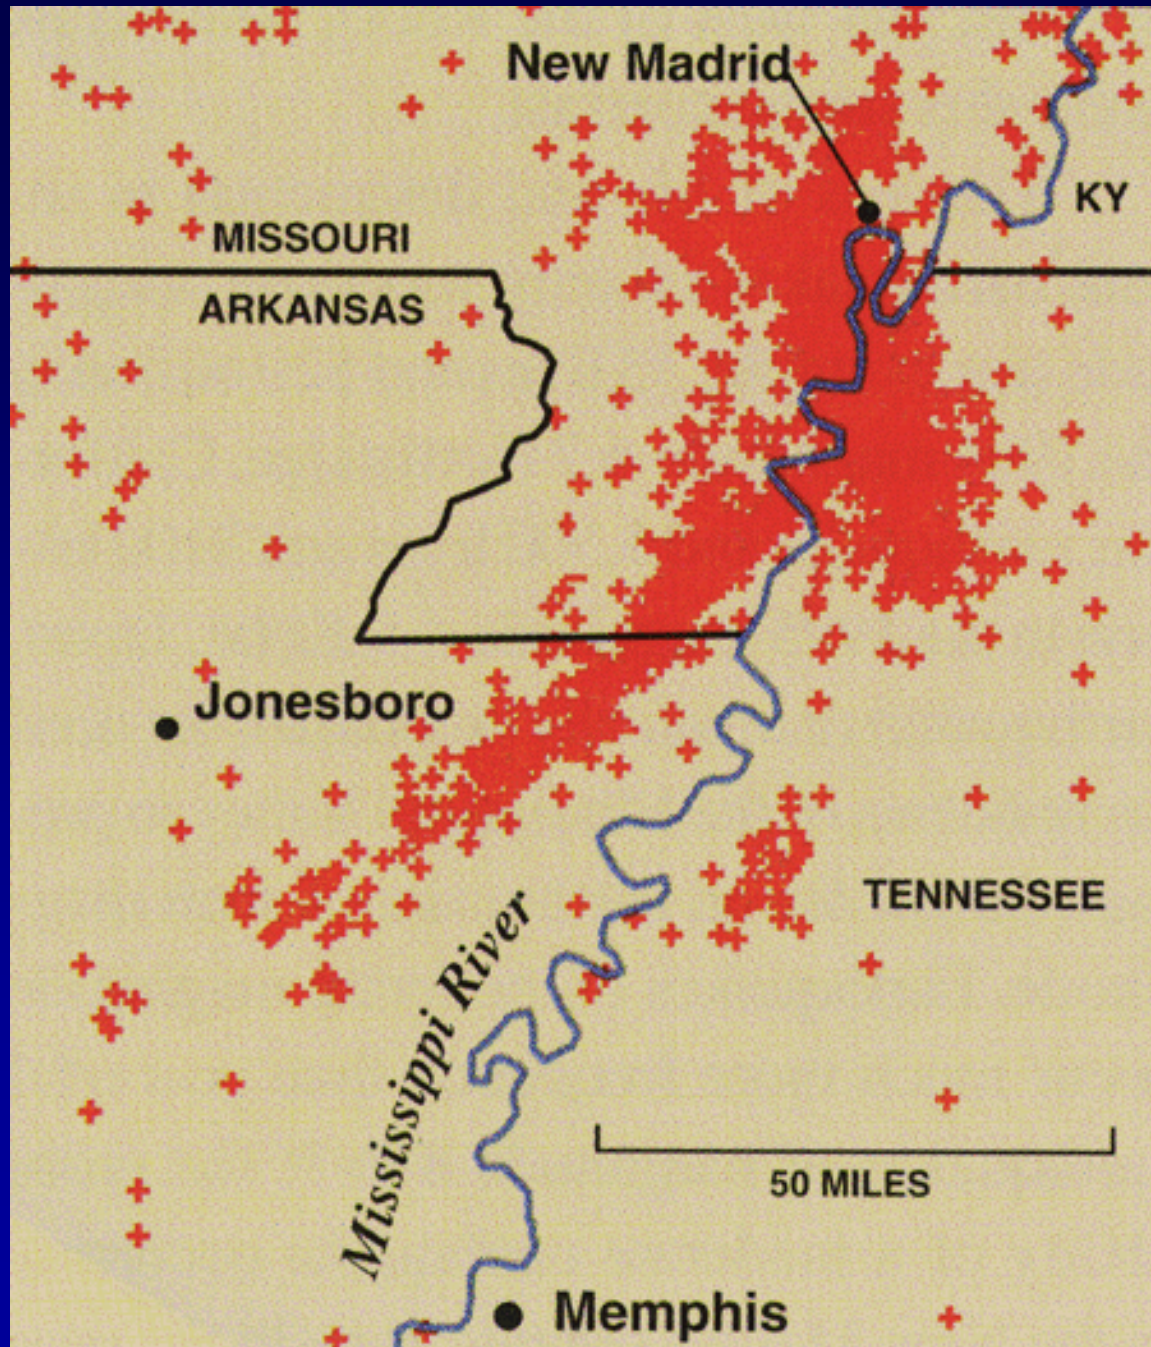 New Madrid
KY
MISSOURI
ARKANSAS
Jonesboro
TENNESSEE
Mississippi River
50 MILES
Memphis